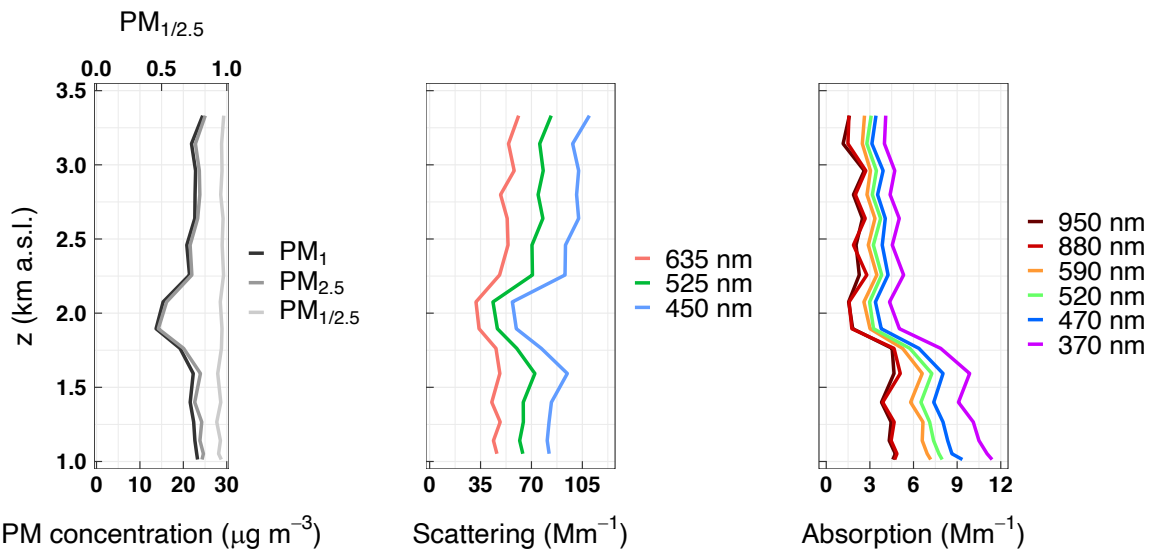 PM1/2.5
0.0 0.5 1.0
3.5
3.0
2.5
2.0
1.5
1.0
z (km a.s.l.)
0 10 20 30
PM concentration (μg m−3)
PM1
PM2.5
PM1/2.5
0 35 70 105
Scattering (Mm−1)
635 nm
525 nm
450 nm
0 3 6 9 12
Absorption (Mm−1)
950 nm
880 nm
590 nm
520 nm
470 nm
370 nm